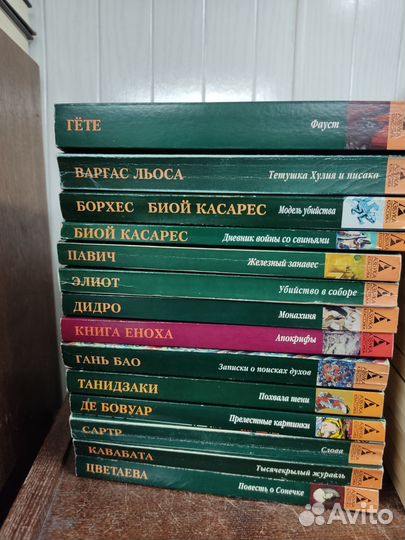 ГЁТЕ Фауст
ВАРГАС ЛЬОСА Тетушка Хулия и писака
БОРХЕС БИОЙ КАСАРЕС Модель убийства
БИОЙ КАСАРЕС Дневник войны со свиньями
ПАВИЧ Железный занавес
ЭЛИОТ Убийство в соборе
ДИДРО Монахиня
КНИГА ЕНОХА Апокрифы
ГАНЬ БАО Записки о поисках духов
ТАНИДЗАКИ Похвала тени
ДЕ БОВУАР Прелестные картинки
САРТР Слова
КАВАБАТА Тысячекрылый журавль
ЦВЕТАЕВА Повесть о Сонечке
Avito